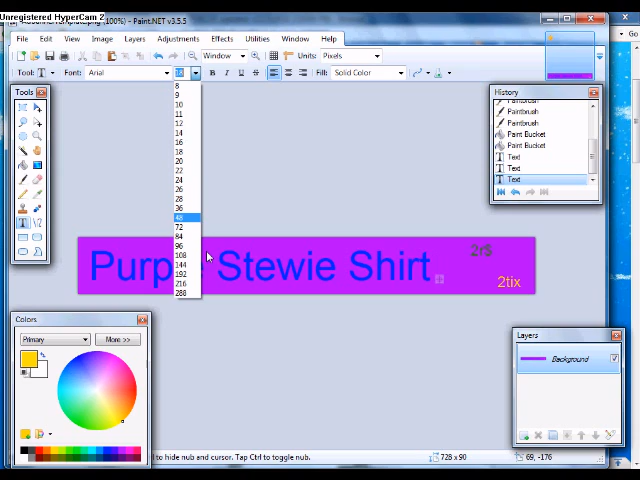 Unregistered HyperCam 2
Paint.NET v3.5.5
File Edit View Image Layers Adjustments Effects Utilities Window Help
Window Units: Pixels
Tool: Font: Arial 18 Fill: Solid Color
Tools
8
9
10
11
12
14
16
18
20
22
24
26
28
36
48
72
84
96
108
144
192
216
288
History
Paintbrush
Paintbrush
Paintbrush
Paint Bucket
Paint Bucket
Text
Text
Text
Purple Stewie Shirt
2r$
2tix
Colors
Primary More >>
Layers
Background
to hide nub and cursor. Tap Ctrl to toggle nub.
728 x 90
69, -176